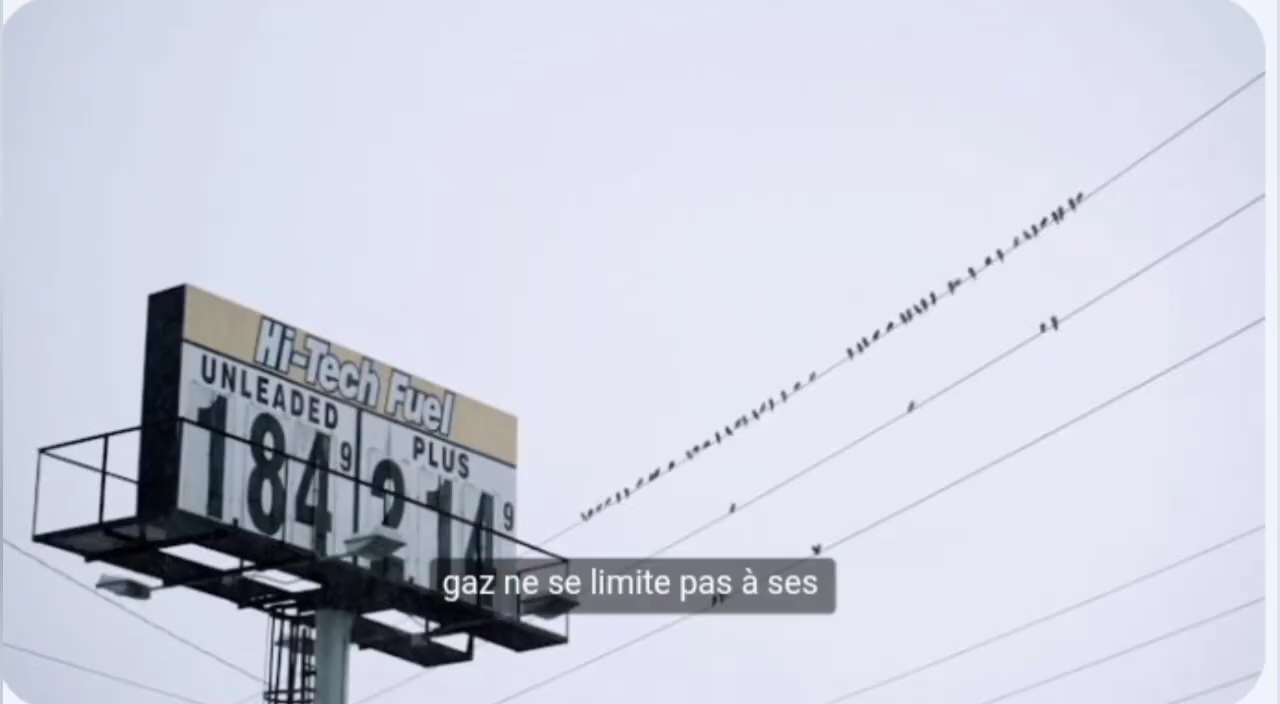 Hi-Tech Fuel
UNLEADED
PLUS
1.84 9
2.14 9
gaz ne se limite pas à ses